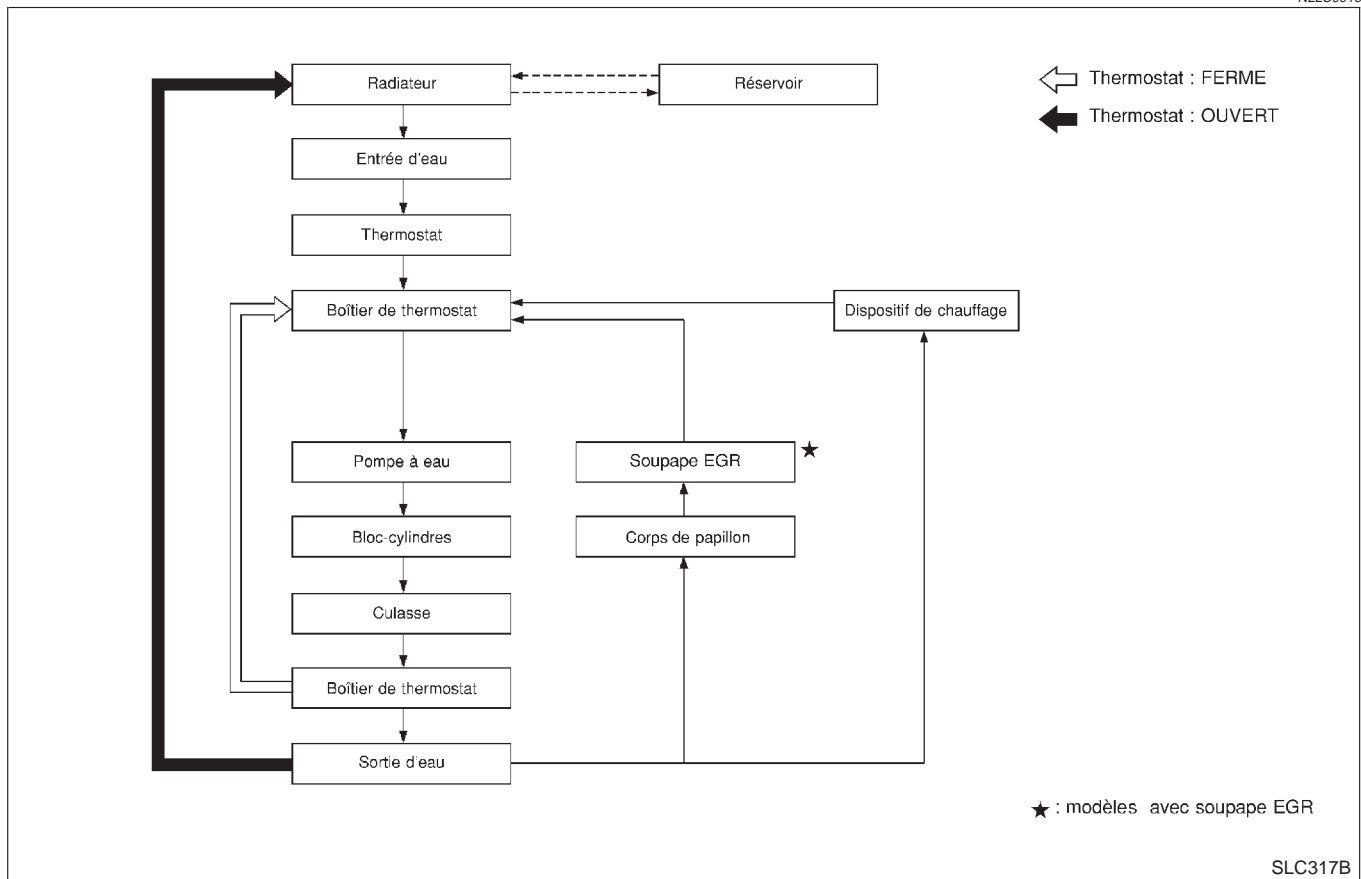 Radiateur
Réservoir
Thermostat : FERME
Thermostat : OUVERT
Entrée d'eau
Thermostat
Boîtier de thermostat
Dispositif de chauffage
Pompe à eau
Soupape EGR
★
Bloc-cylindres
Corps de papillon
Culasse
Boîtier de thermostat
Sortie d'eau
★ : modèles avec soupape EGR
SLC317B